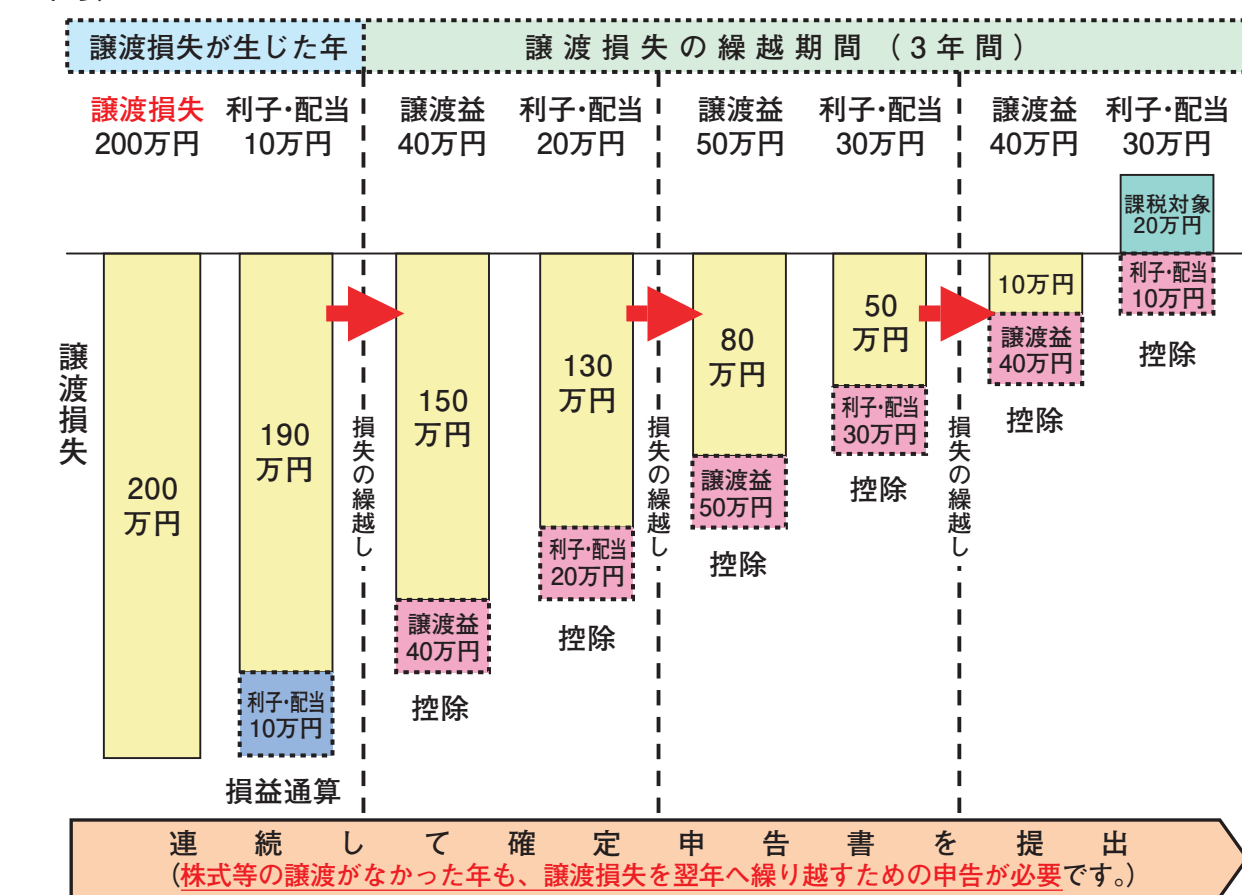 譲渡損失が生じた年
譲渡損失の繰越期間（3年間）
譲渡損失
200万円
利子・配当
10万円
譲渡益
40万円
利子・配当
20万円
譲渡益
50万円
利子・配当
30万円
譲渡益
40万円
利子・配当
30万円
譲渡損失
200
万円
190
万円
利子・配当
10万円
損益通算
損失の繰越し
150
万円
譲渡益
40万円
控除
130
万円
利子・配当
20万円
控除
損失の繰越し
80
万円
譲渡益
50万円
控除
50
万円
利子・配当
30万円
控除
損失の繰越し
10万円
譲渡益
40万円
控除
課税対象
20万円
利子・配当
10万円
控除
連続して確定申告書を提出
（株式等の譲渡がなかった年も、譲渡損失を翌年へ繰り越すための申告が必要です。）